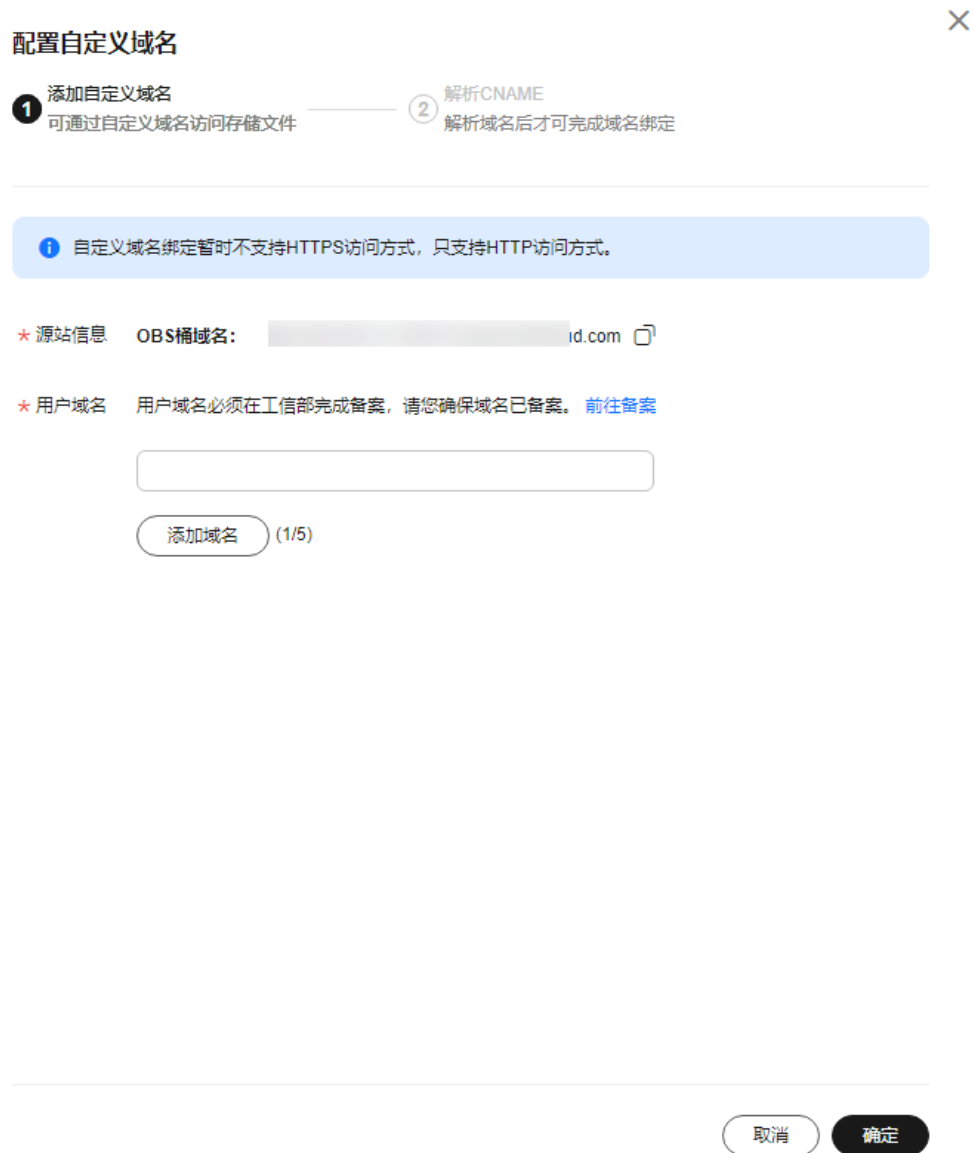 配置自定义域名
1 添加自定义域名
可通过自定义域名访问存储文件
2 解析CNAME
解析域名后才可完成域名绑定
自定义域名绑定暂时不支持HTTPS访问方式，只支持HTTP访问方式。
* 源站信息 OBS桶域名： d.com
* 用户域名 用户域名必须在工信部完成备案，请您确保域名已备案。 前往备案
添加域名 (1/5)
取消 确定